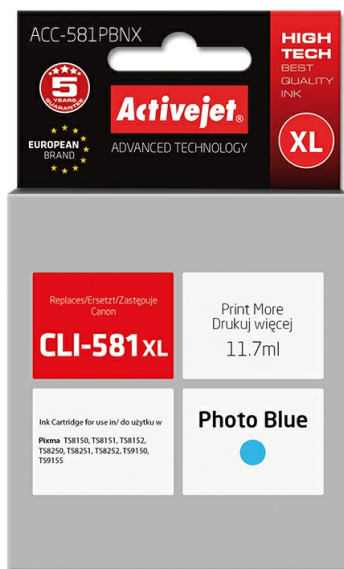 ACC-581PBNX
HIGH
TECH
BEST
QUALITY
INK
5
YEARS
GUARANTEE
Activejet®
EUROPEAN
BRAND
ADVANCED TECHNOLOGY
XL
Replaces/Ersetzt/Zastępuje
Canon
CLI-581 XL
Print More
Drukuj więcej
11.7ml
Ink Cartridge for use in/ do użytku w
Pixma TS8150, TS8151, TS8152,
TS8250, TS8251, TS8252, TS9150,
TS9155
Photo Blue